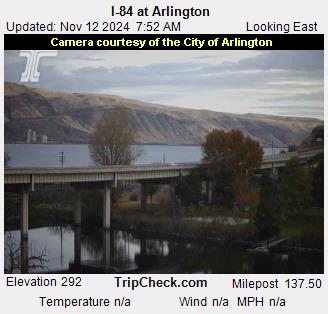 I-84 at Arlington
Updated: Nov 12 2024 7:52 AM Looking East
Camera courtesy of the City of Arlington
Elevation 292 TripCheck.com Milepost 137.50
Temperature n/a Wind n/a MPH n/a